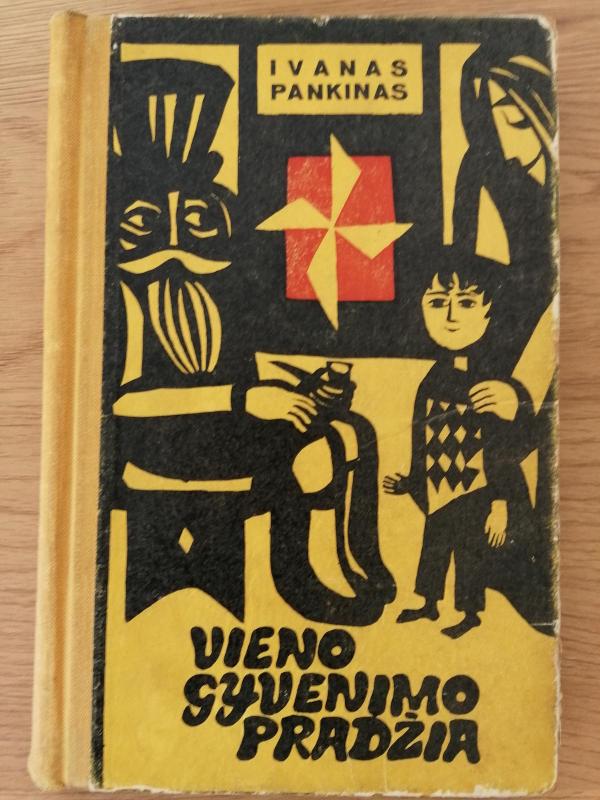 IVANAS
PANKINAS
VIENO
GYVENIMO
PRADŽIA